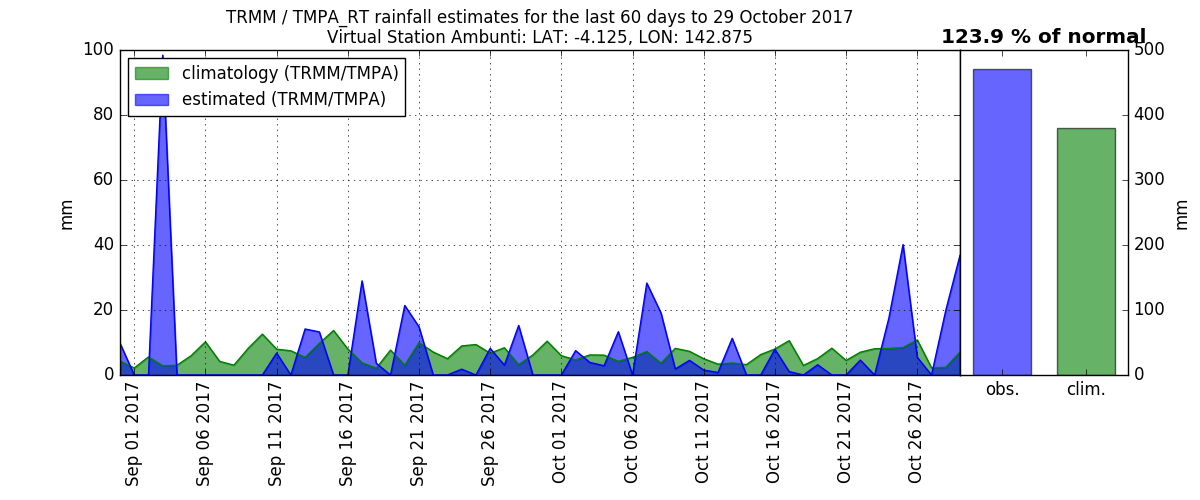 TRMM / TMPA_RT rainfall estimates for the last 60 days to 29 October 2017
Virtual Station Ambunti: LAT: -4.125, LON: 142.875
123.9 % of normal
climatology (TRMM/TMPA)
estimated (TRMM/TMPA)
100
80
60
40
20
0
mm
Sep 01 2017
Sep 06 2017
Sep 11 2017
Sep 16 2017
Sep 21 2017
Sep 26 2017
Oct 01 2017
Oct 06 2017
Oct 11 2017
Oct 16 2017
Oct 21 2017
Oct 26 2017
obs.
clim.
500
400
300
200
100
0
mm